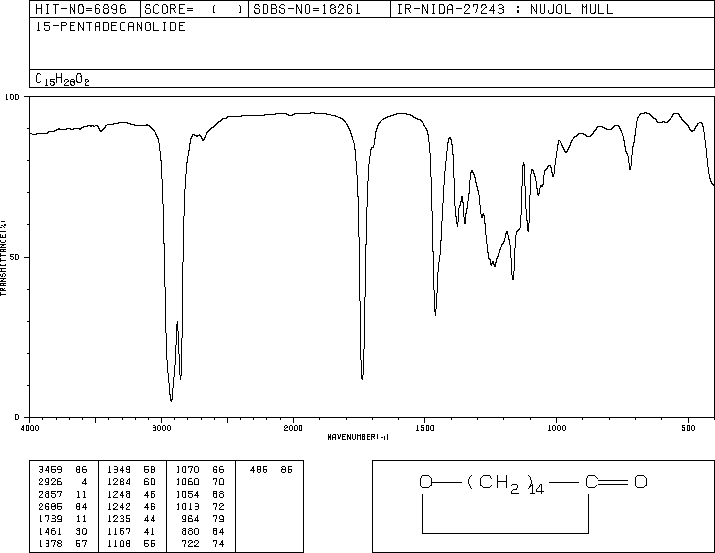 HIT-NO=6896 SCORE= ( ) SDBS-NO=18261 IR-NIDA-27243 : NUJOL MULL
15-PENTADECANOLIDE
C15H28O2
100
50
0
TRANSMITTANCE(%)
4000 3000 2000 1500 1000 500
WAVENUMBER(-1)
3469 86 1349 58 1070 66 486 86
2926 4 1284 60 1060 70
2857 11 1248 46 1054 68
2686 84 1242 46 1013 72
1739 11 1235 44 964 79
1461 30 1167 41 880 84
1378 57 1108 55 722 74
O—(CH2)14—C=O